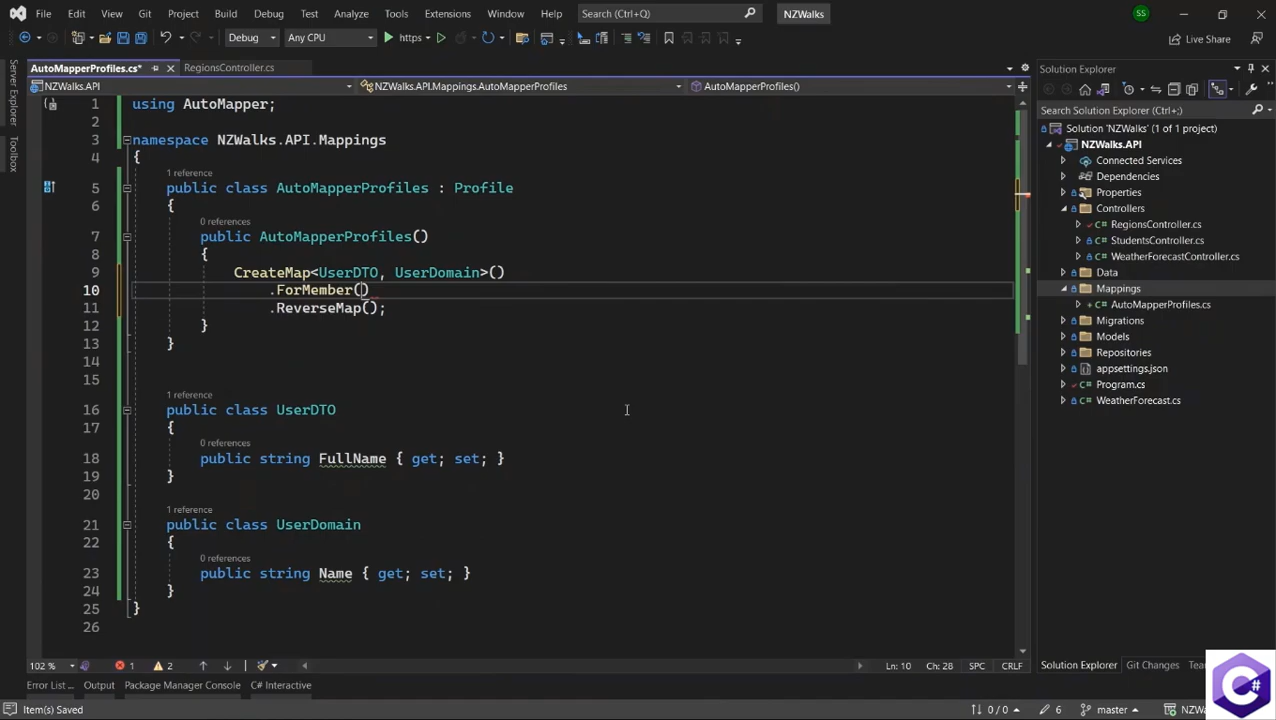 File Edit View Git Project Build Debug Test Analyze Tools Extensions Window Help Search (Ctrl+Q) NZWalks SS
Debug Any CPU https Live Share
Server Explorer
Toolbox
AutoMapperProfiles.cs* RegionsController.cs
NZWalks.API NZWalks.API.Mappings.AutoMapperProfiles AutoMapperProfiles()
1 using AutoMapper;
2
3 namespace NZWalks.API.Mappings
4 {
1 reference
5 public class AutoMapperProfiles : Profile
6 {
0 references
7 public AutoMapperProfiles()
8 {
9 CreateMap<UserDTO, UserDomain>()
10 .ForMember()
11 .ReverseMap();
12 }
13 }
14
15
1 reference
16 public class UserDTO
17 {
0 references
18 public string FullName { get; set; }
19 }
20
1 reference
21 public class UserDomain
22 {
0 references
23 public string Name { get; set; }
24 }
25 }
26
102 % 1 2 Ln: 10 Ch: 28 SPC CRLF
Error List ... Output Package Manager Console C# Interactive
Item(s) Saved 0 / 0 6 master NZW
Solution Explorer
Search Solution Explorer (Ctrl+;)
Solution 'NZWalks' (1 of 1 project)
NZWalks.API
Connected Services
Dependencies
Properties
Controllers
RegionsController.cs
StudentsController.cs
WeatherForecastController.cs
Data
Mappings
AutoMapperProfiles.cs
Migrations
Models
Repositories
appsettings.json
Program.cs
WeatherForecast.cs
Solution Explorer Git Changes Tea
C#